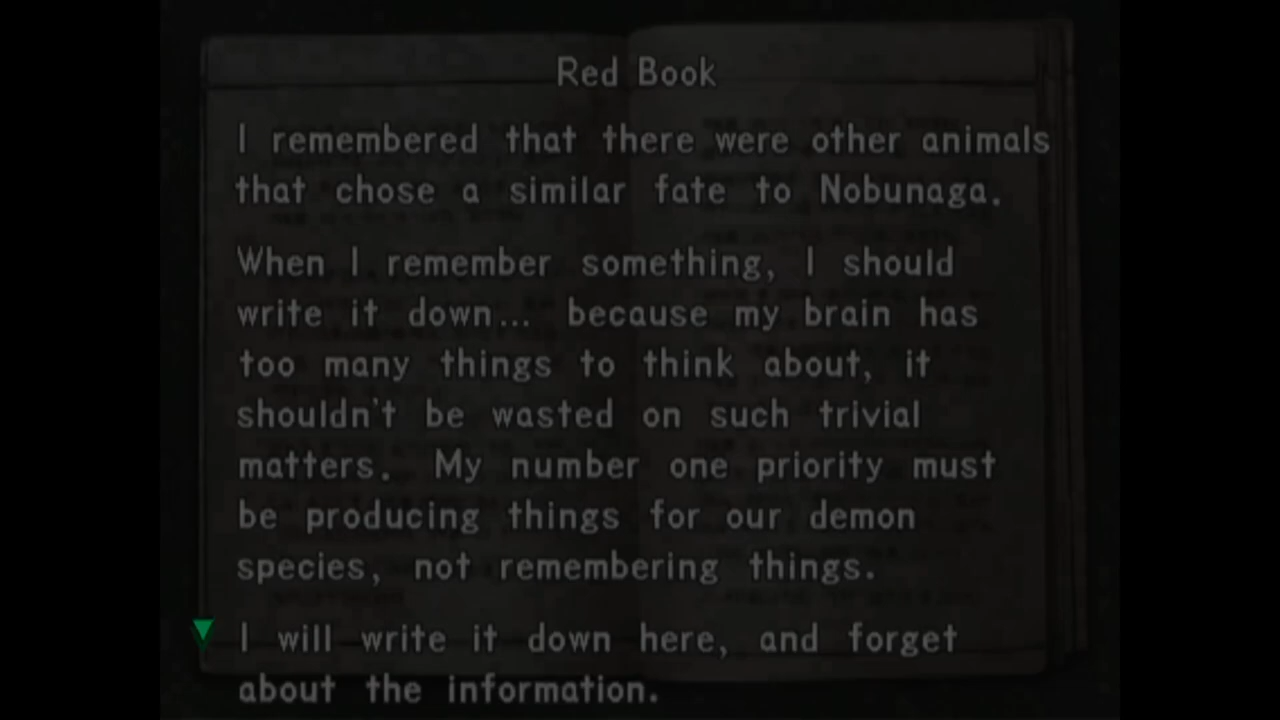 Red Book
I remembered that there were other animals
that chose a similar fate to Nobunaga.
When I remember something, I should
write it down... because my brain has
too many things to think about, it
shouldn't be wasted on such trivial
matters. My number one priority must
be producing things for our demon
species, not remembering things.
I will write it down here, and forget
about the information.